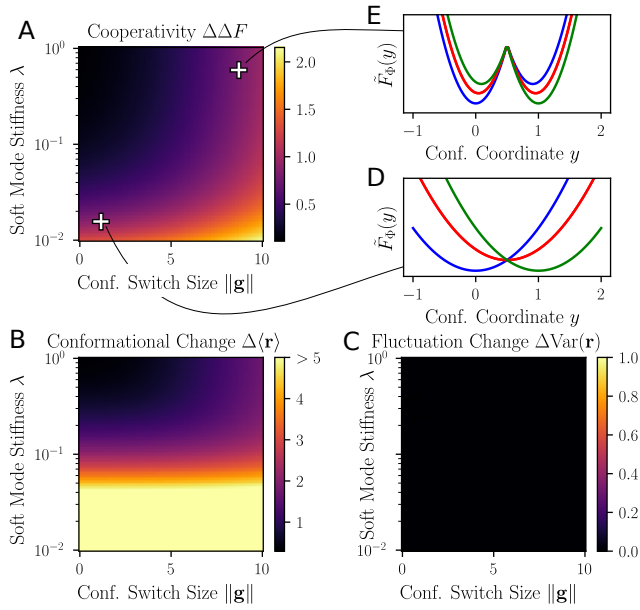 A
Cooperativity ΔΔF
Soft Mode Stiffness λ
10⁰
10⁻¹
10⁻²
0
5
10
Conf. Switch Size ‖g‖
2.0
1.5
1.0
0.5
E
F̃_Φ(y)
−1
0
1
2
Conf. Coordinate y
D
F̃_Φ(y)
−1
0
1
2
Conf. Coordinate y
B
Conformational Change Δ⟨r⟩
Soft Mode Stiffness λ
10⁰
10⁻¹
10⁻²
0
5
10
Conf. Switch Size ‖g‖
> 5
4
3
2
1
C
Fluctuation Change ΔVar(r)
Soft Mode Stiffness λ
10⁰
10⁻¹
10⁻²
0
5
10
Conf. Switch Size ‖g‖
1.0
0.8
0.6
0.4
0.2
0.0